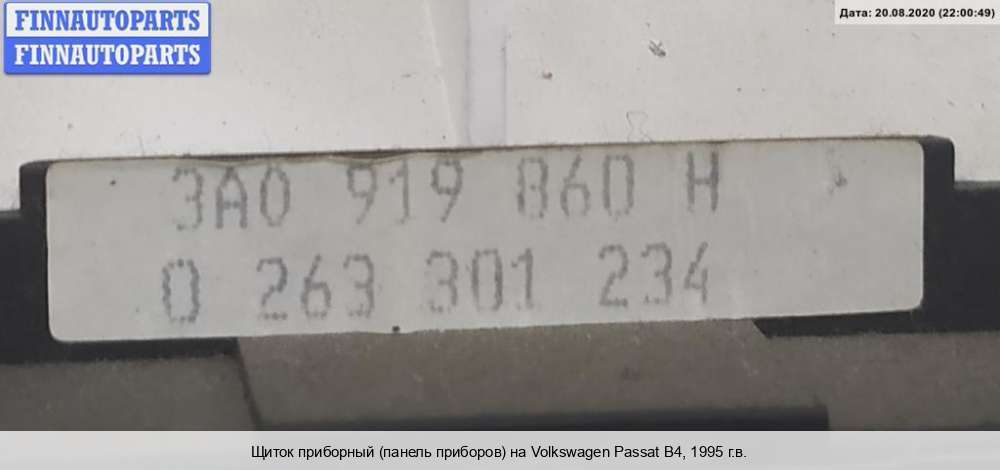 FINNAUTOPARTS
FINNAUTOPARTS
Дата: 20.08.2020 (22:00:49)
3A0 919 860 H
0 263 301 234
Щиток приборный (панель приборов) на Volkswagen Passat B4, 1995 г.в.